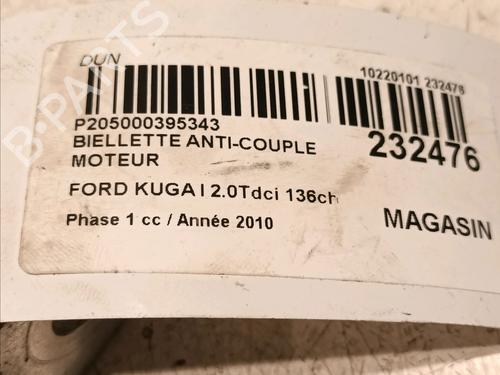 DUN
10220101 232476
P205000395343
232476
BIELLETTE ANTI-COUPLE
MOTEUR
FORD KUGA I 2.0Tdci 136ch
MAGASIN
Phase 1 cc / Année 2010
B-PARTS